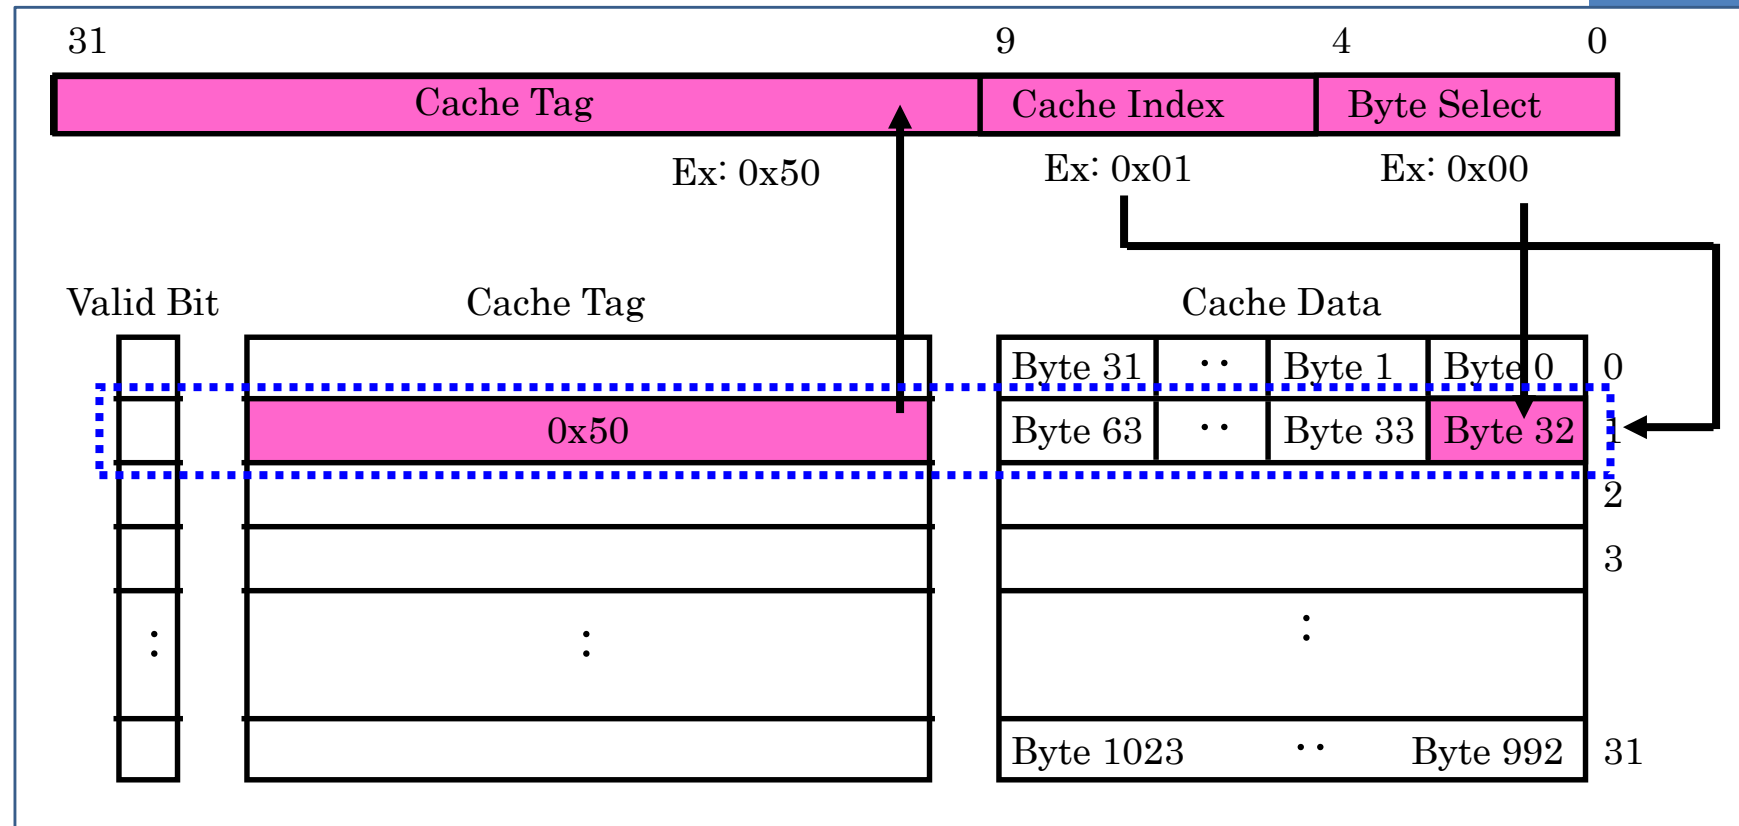 31 9 4 0
Cache Tag Cache Index Byte Select
Ex: 0x50 Ex: 0x01 Ex: 0x00
Valid Bit Cache Tag Cache Data
Byte 31 ·· Byte 1 Byte 0 0
0x50 Byte 63 ·· Byte 33 Byte 32 1
2
3
: : :
Byte 1023 ·· Byte 992 31